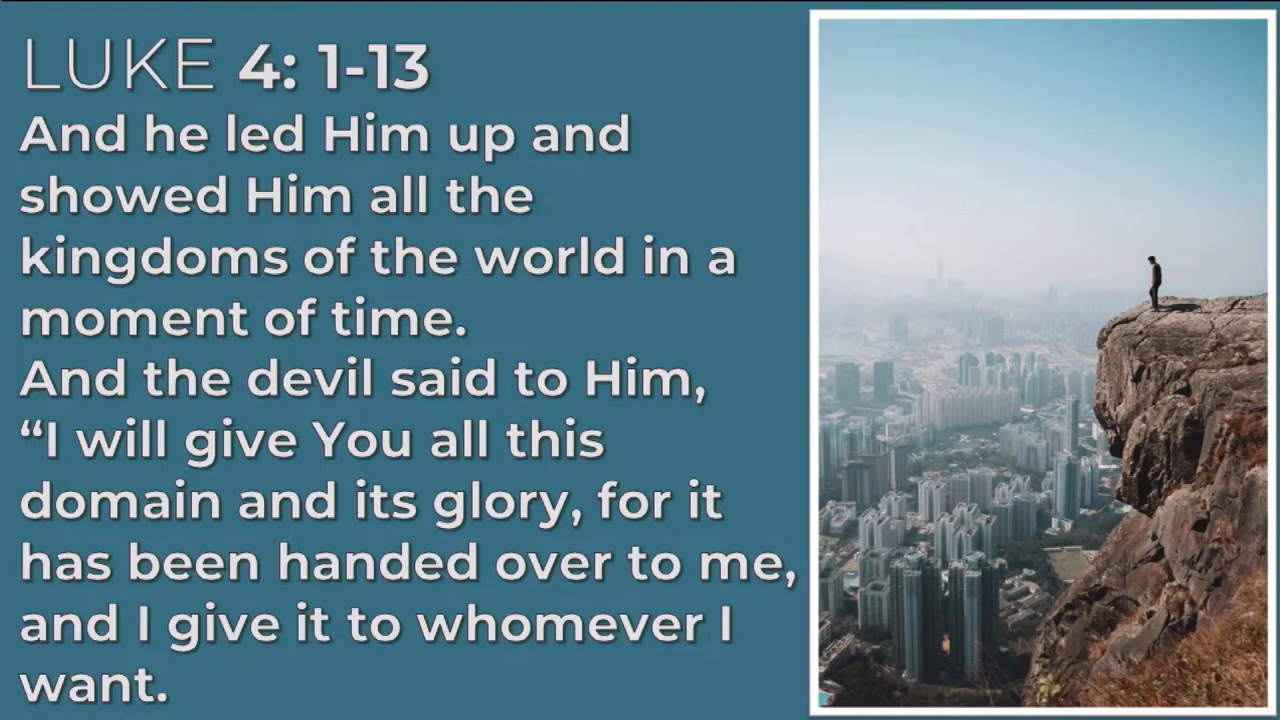 LUKE 4: 1-13
And he led Him up and
showed Him all the
kingdoms of the world in a
moment of time.
And the devil said to Him,
“I will give You all this
domain and its glory, for it
has been handed over to me,
and I give it to whomever I
want.